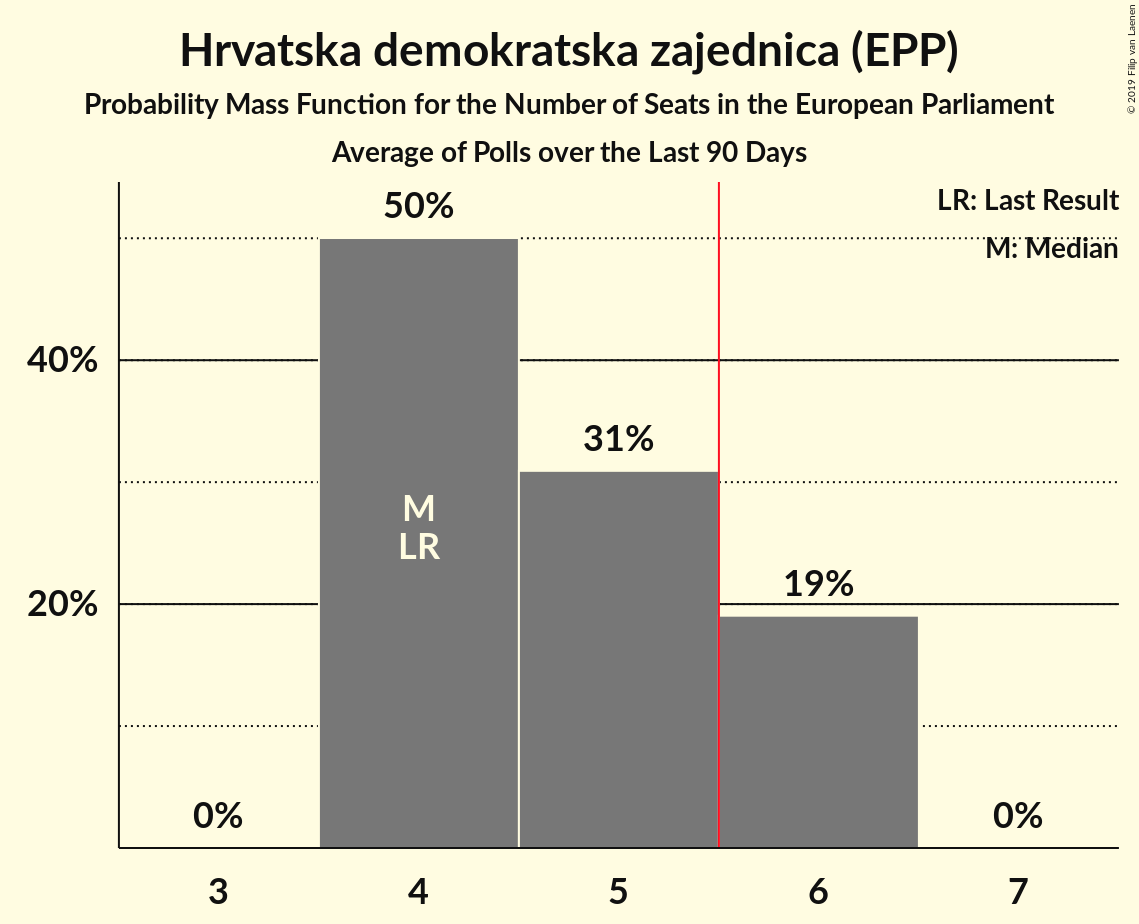 Hrvatska demokratska zajednica (EPP)
Probability Mass Function for the Number of Seats in the European Parliament
Average of Polls over the Last 90 Days
© 2019 Filip van Laenen
LR: Last Result
M: Median
50%
40%
31%
M
LR
20%
19%
0%
0%
3
4
5
6
7